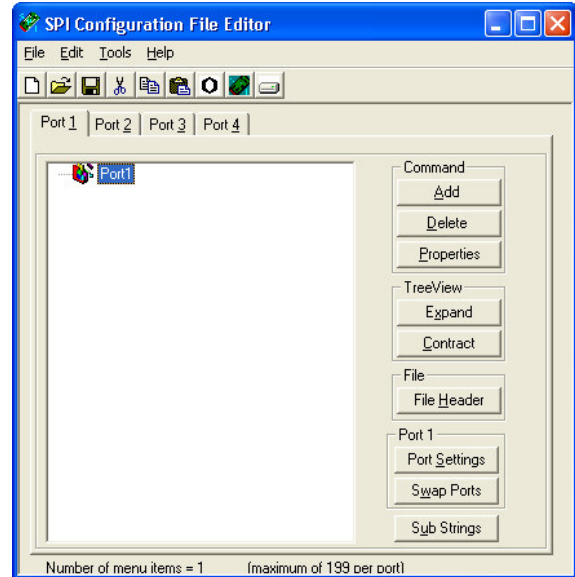 SPI Configuration File Editor
File Edit Tools Help
Port 1 Port 2 Port 3 Port 4
Port1
Command
Add
Delete
Properties
TreeView
Expand
Contract
File
File Header
Port 1
Port Settings
Swap Ports
Sub Strings
Number of menu items = 1 (maximum of 199 per port)